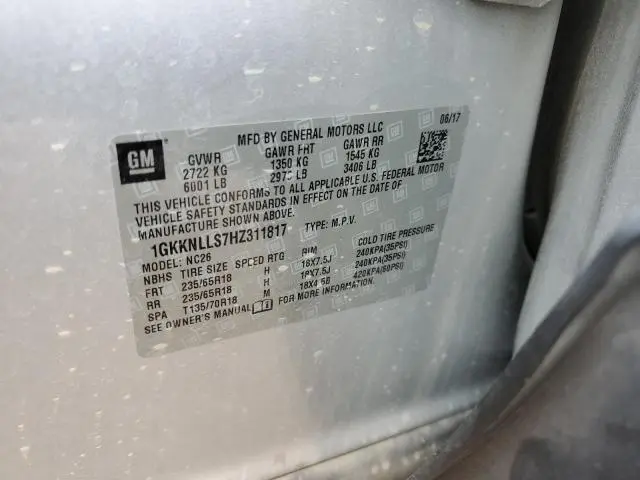 MFD BY GENERAL MOTORS LLC 06/17
GM GVWR GAWR FRT GAWR RR
2722 KG 1350 KG 1545 KG
6001 LB 2975 LB 3406 LB
THIS VEHICLE CONFORMS TO ALL APPLICABLE U.S. FEDERAL MOTOR
VEHICLE SAFETY STANDARDS IN EFFECT ON THE DATE OF
MANUFACTURE SHOWN ABOVE.
1GKKNLLS7HZ311817 TYPE: M.P.V.
MODEL: NC26
NBHS TIRE SIZE SPEED RTG RIM COLD TIRE PRESSURE
FRT 235/65R18 H 18X7.5J 240KPA(35PSI)
RR 235/65R18 H 18X7.5J 240KPA(35PSI)
SPA T135/70R18 M 18X4.5B 420KPA(60PSI)
SEE OWNER'S MANUAL FOR MORE INFORMATION.